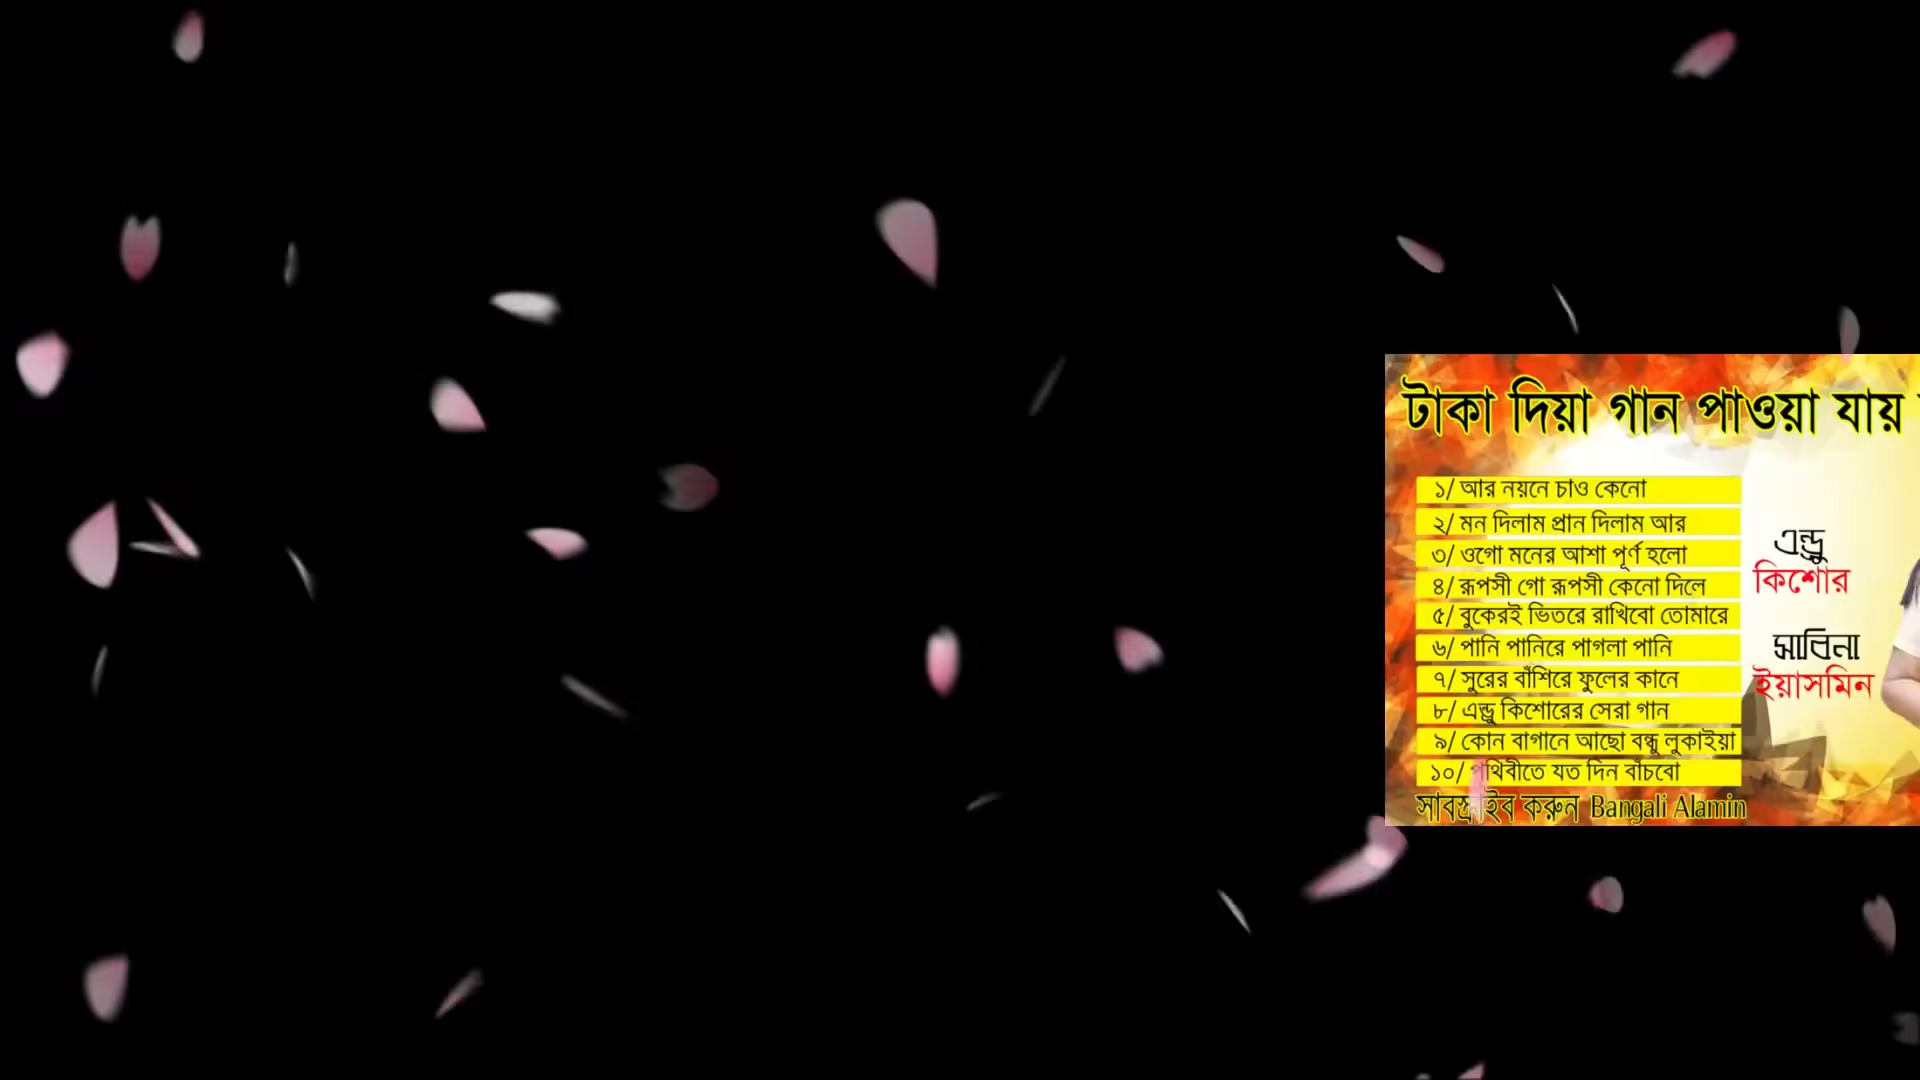 টাকা দিয়া গান পাওয়া যায়
১/ আর নয়নে চাও কেনো
২/ মন দিলাম প্রান দিলাম আর
৩/ ওগো মনের আশা পূর্ণ হলো
৪/ রূপসী গো রূপসী কেনো দিলে
৫/ বুকেরই ভিতরে রাখিবো তোমারে
৬/ পানি পানিরে পাগলা পানি
৭/ সুরের বাঁশিরে ফুলের কানে
৮/ এন্ড্রু কিশোরের সেরা গান
৯/ কোন বাগানে আছো বন্ধু লুকাইয়া
১০/ পৃথিবীতে যত দিন বাঁচবো
সাবস্ক্রাইব করুন Bangali Alamin
এন্ড্রু
কিশোর
সাবিনা
ইয়াসমিন